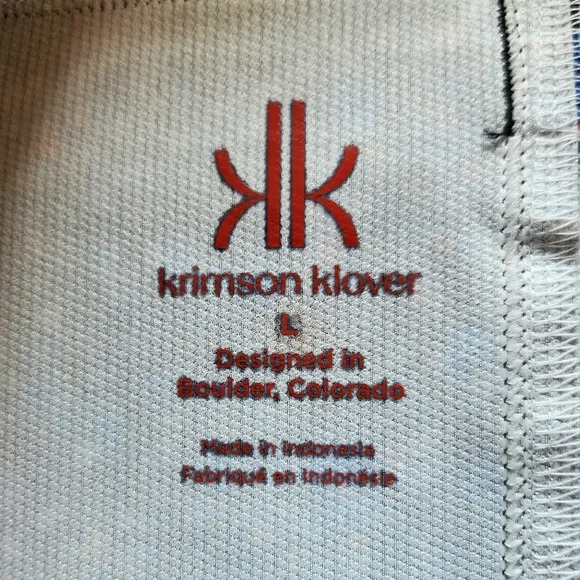 krimson klover
L
Designed in
Boulder, Colorado
Made in Indonesia
Fabriqué en Indonésie